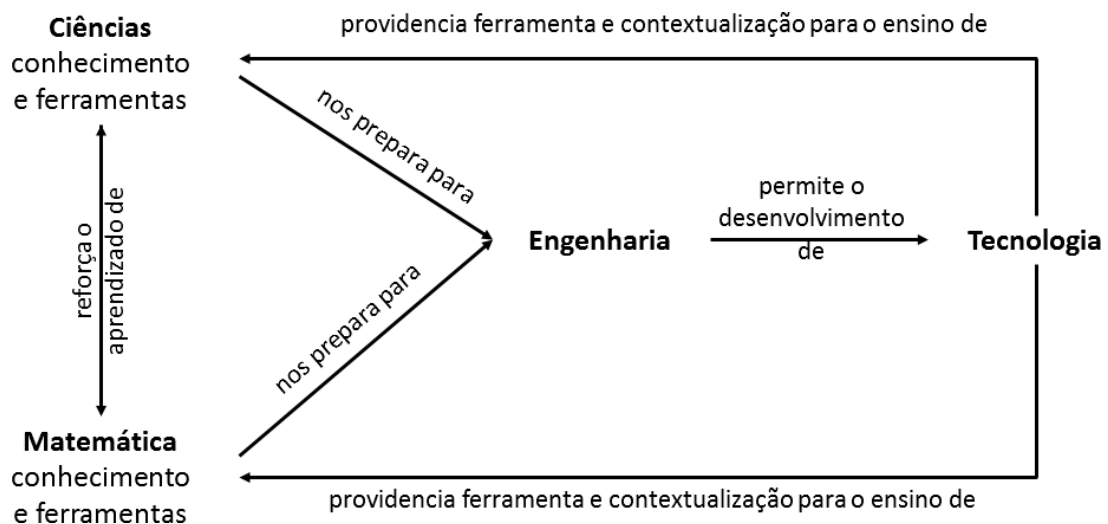 Ciências
conhecimento
e ferramentas
providencia ferramenta e contextualização para o ensino de
nos prepara para
reforça o
aprendizado de
Engenharia
permite o
desenvolvimento
de
Tecnologia
nos prepara para
Matemática
conhecimento
e ferramentas
providencia ferramenta e contextualização para o ensino de